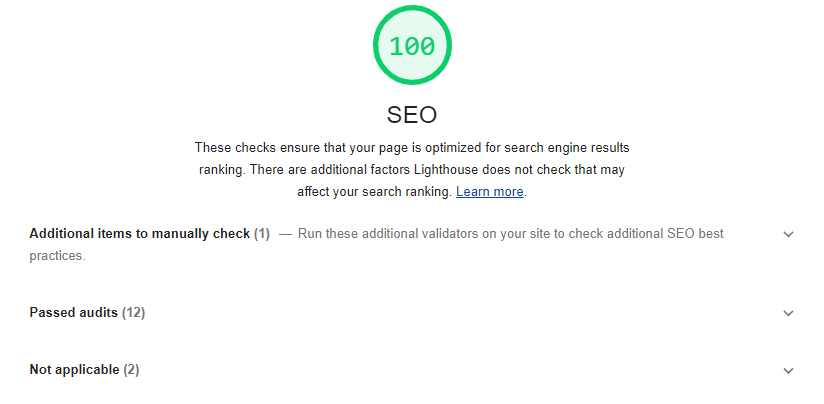 100
SEO
These checks ensure that your page is optimized for search engine results
ranking. There are additional factors Lighthouse does not check that may
affect your search ranking. Learn more.
Additional items to manually check (1) — Run these additional validators on your site to check additional SEO best
practices.
Passed audits (12)
Not applicable (2)